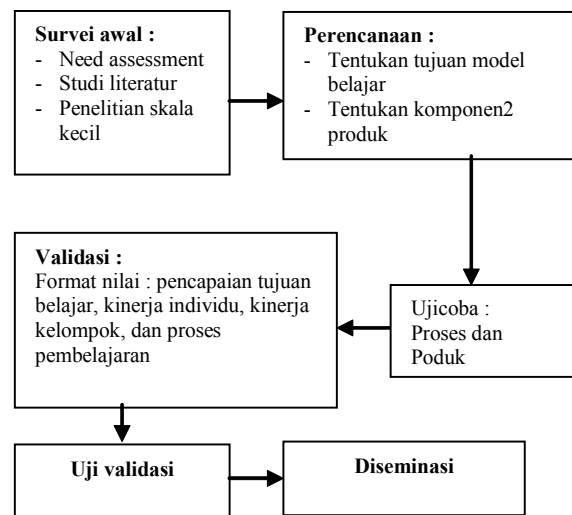 Survei awal :
- Need assessment
- Studi literatur
- Penelitian skala
kecil
Perencanaan :
- Tentukan tujuan model
belajar
- Tentukan komponen2
produk
Validasi :
Format nilai : pencapaian tujuan
belajar, kinerja individu, kinerja
kelompok, dan proses
pembelajaran
Ujicoba :
Proses dan
Poduk
Uji validasi
Diseminasi